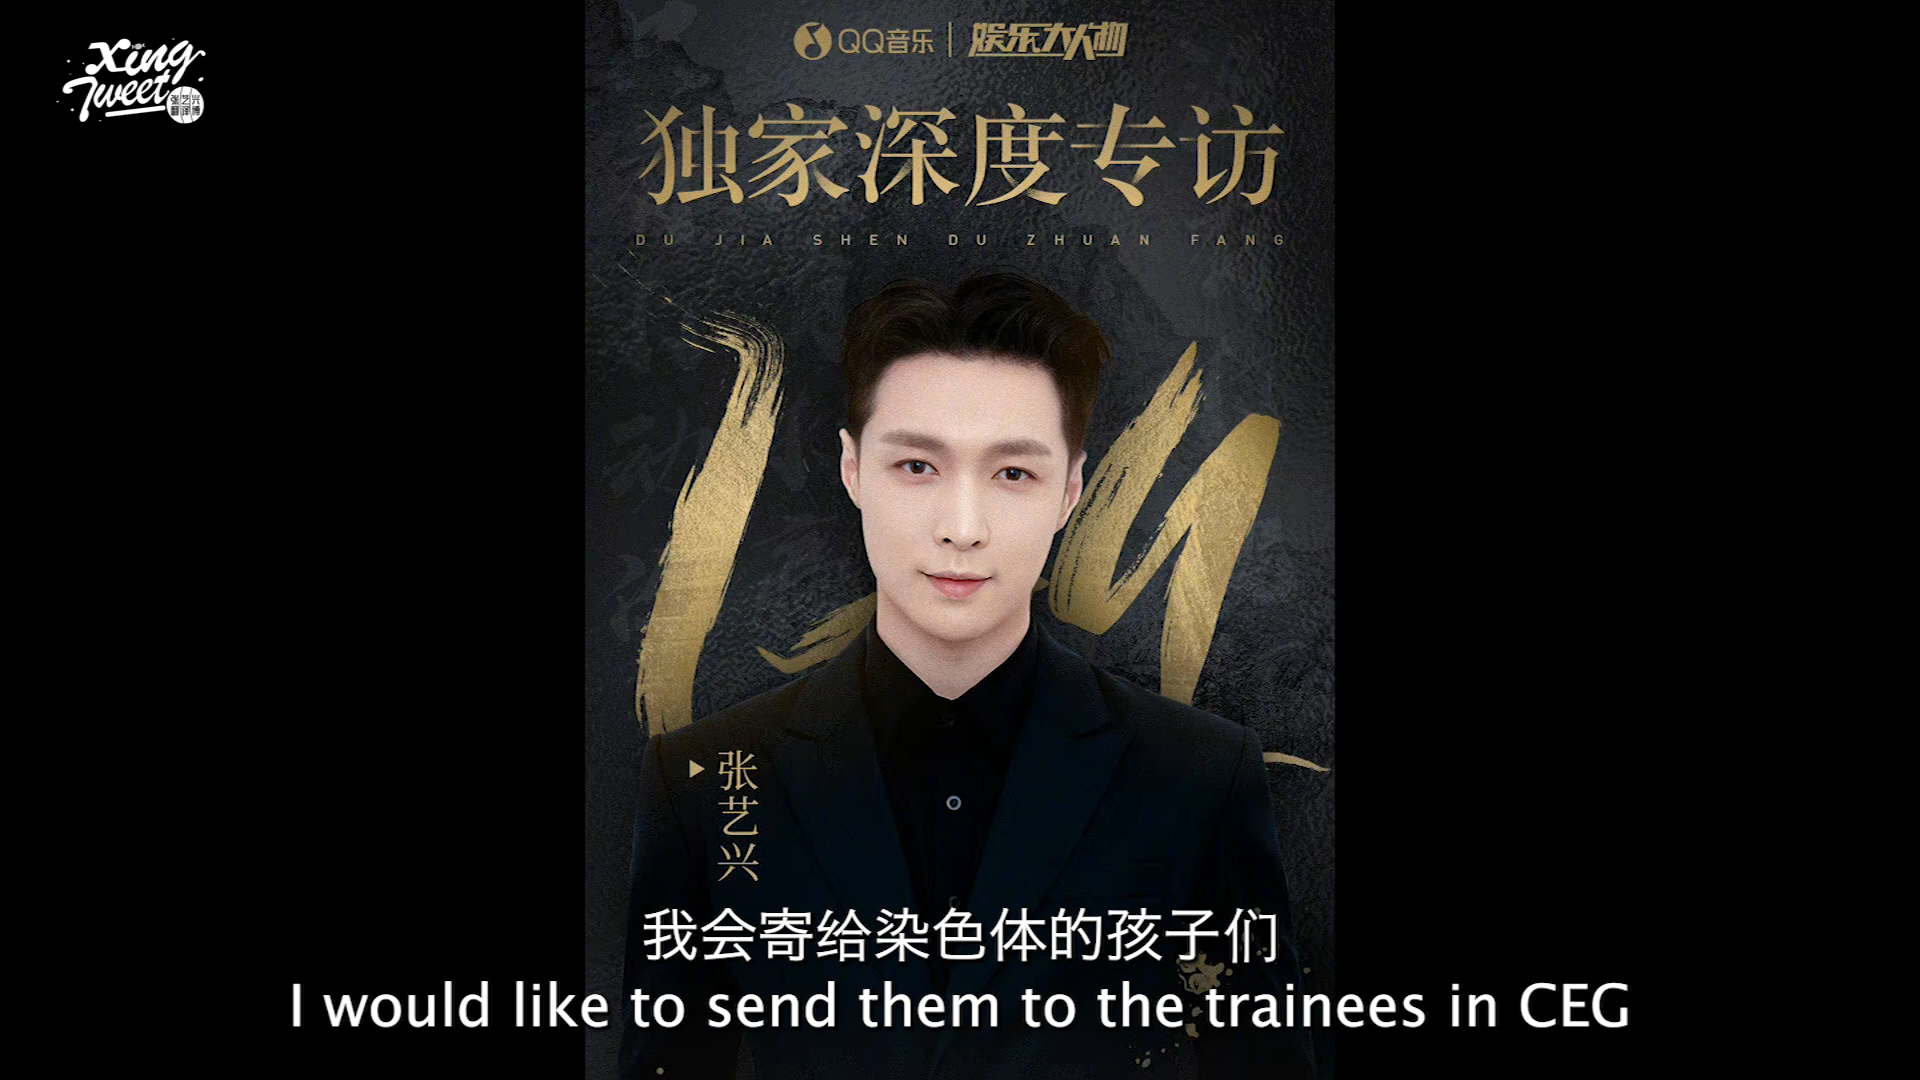 Xing
Tweet
张艺兴
翻译博
QQ音乐 | 娱乐大人物
独家深度专访
DU JIA SHEN DU ZHUAN FANG
Lay
张艺兴
我会寄给染色体的孩子们
I would like to send them to the trainees in CEG